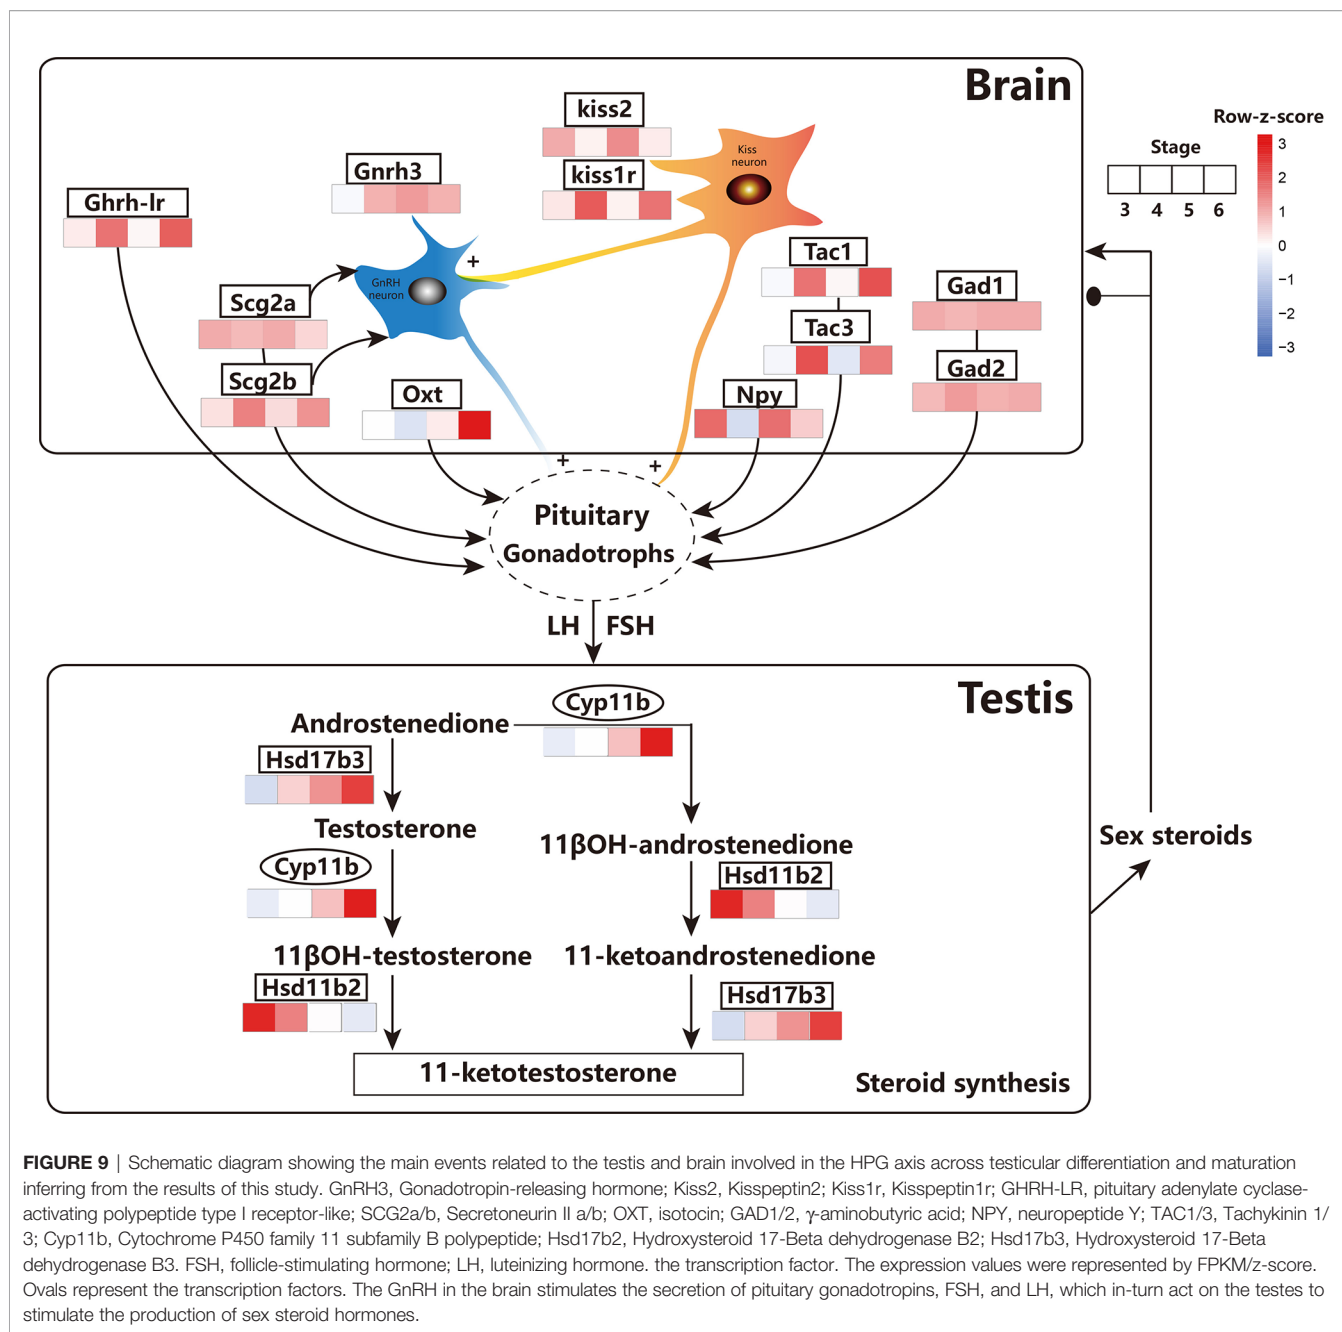 Brain
Row-z-score
3
2
1
0
−1
−2
−3
Stage
3 4 5 6
kiss2
kiss1r
Kiss
neuron
Gnrh3
GnRH
neuron
+
Ghrh-lr
Scg2a
Scg2b
Oxt
Tac1
Tac3
Npy
Gad1
Gad2
+
+
Pituitary
Gonadotrophs
LH FSH
Testis
Cyp11b
Androstenedione
Hsd17b3
Testosterone
Cyp11b
11βOH-testosterone
Hsd11b2
11βOH-androstenedione
Hsd11b2
11-ketoandrostenedione
Hsd17b3
11-ketotestosterone
Steroid synthesis
Sex steroids
FIGURE 9 | Schematic diagram showing the main events related to the testis and brain involved in the HPG axis across testicular differentiation and maturation
inferring from the results of this study. GnRH3, Gonadotropin-releasing hormone; Kiss2, Kisspeptin2; Kiss1r, Kisspeptin1r; GHRH-LR, pituitary adenylate cyclase-
activating polypeptide type I receptor-like; SCG2a/b, Secretoneurin II a/b; OXT, isotocin; GAD1/2, γ-aminobutyric acid; NPY, neuropeptide Y; TAC1/3, Tachykinin 1/
3; Cyp11b, Cytochrome P450 family 11 subfamily B polypeptide; Hsd17b2, Hydroxysteroid 17-Beta dehydrogenase B2; Hsd17b3, Hydroxysteroid 17-Beta
dehydrogenase B3. FSH, follicle-stimulating hormone; LH, luteinizing hormone. the transcription factor. The expression values were represented by FPKM/z-score.
Ovals represent the transcription factors. The GnRH in the brain stimulates the secretion of pituitary gonadotropins, FSH, and LH, which in-turn act on the testes to
stimulate the production of sex steroid hormones.